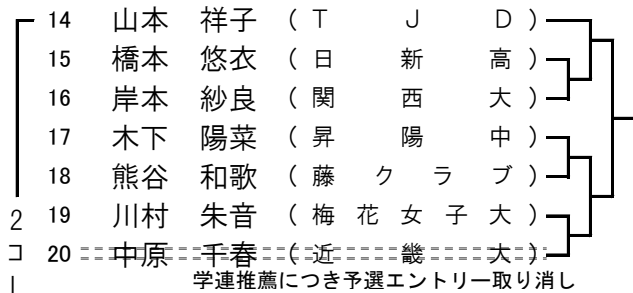 14 山本 祥子 (TJD)
15 橋本 悠衣 (日新高)
16 岸本 紗良 (関西大)
17 木下 陽菜 (昇陽中)
18 熊谷 和歌 (藤クラブ)
19 川村 朱音 (梅花女子大)
20 中原 千春 (近畿大)
学連推薦につき予選エントリー取り消し
2コー